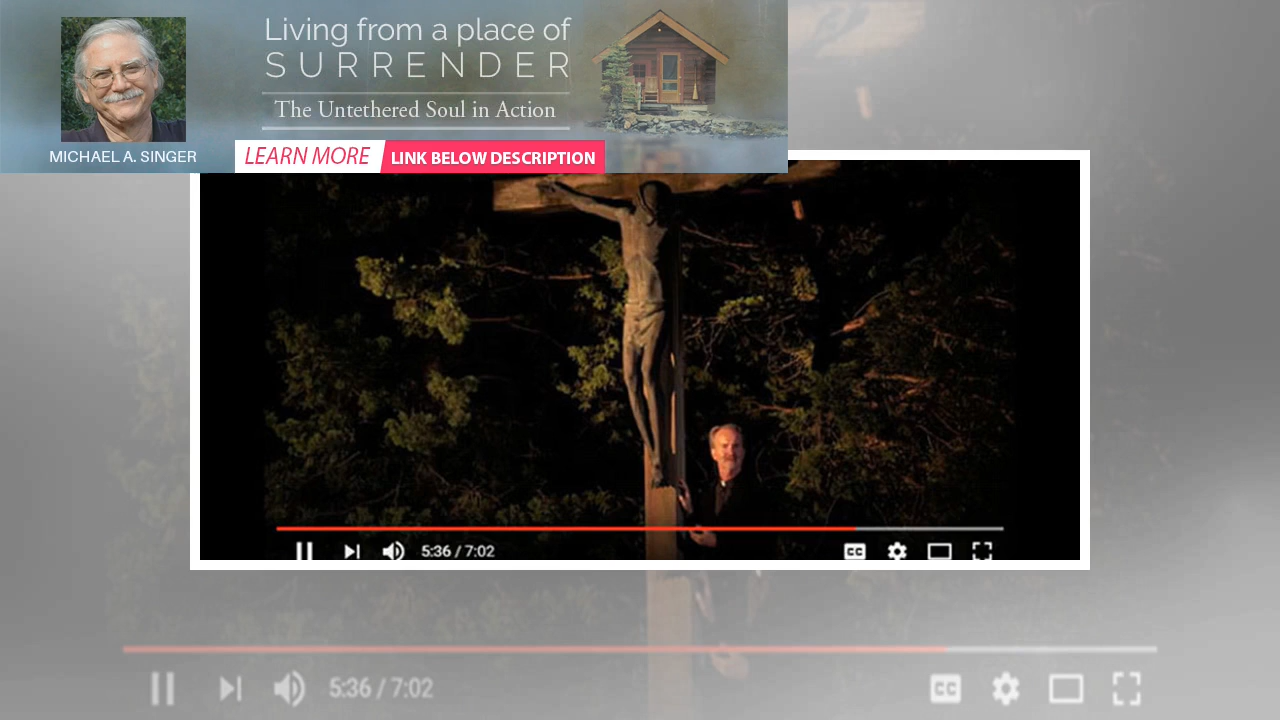 Living from a place of
SURRENDER
The Untethered Soul in Action
MICHAEL A. SINGER
LEARN MORE LINK BELOW DESCRIPTION
5:36 / 7:02
CC
5:36 / 7:02
CC